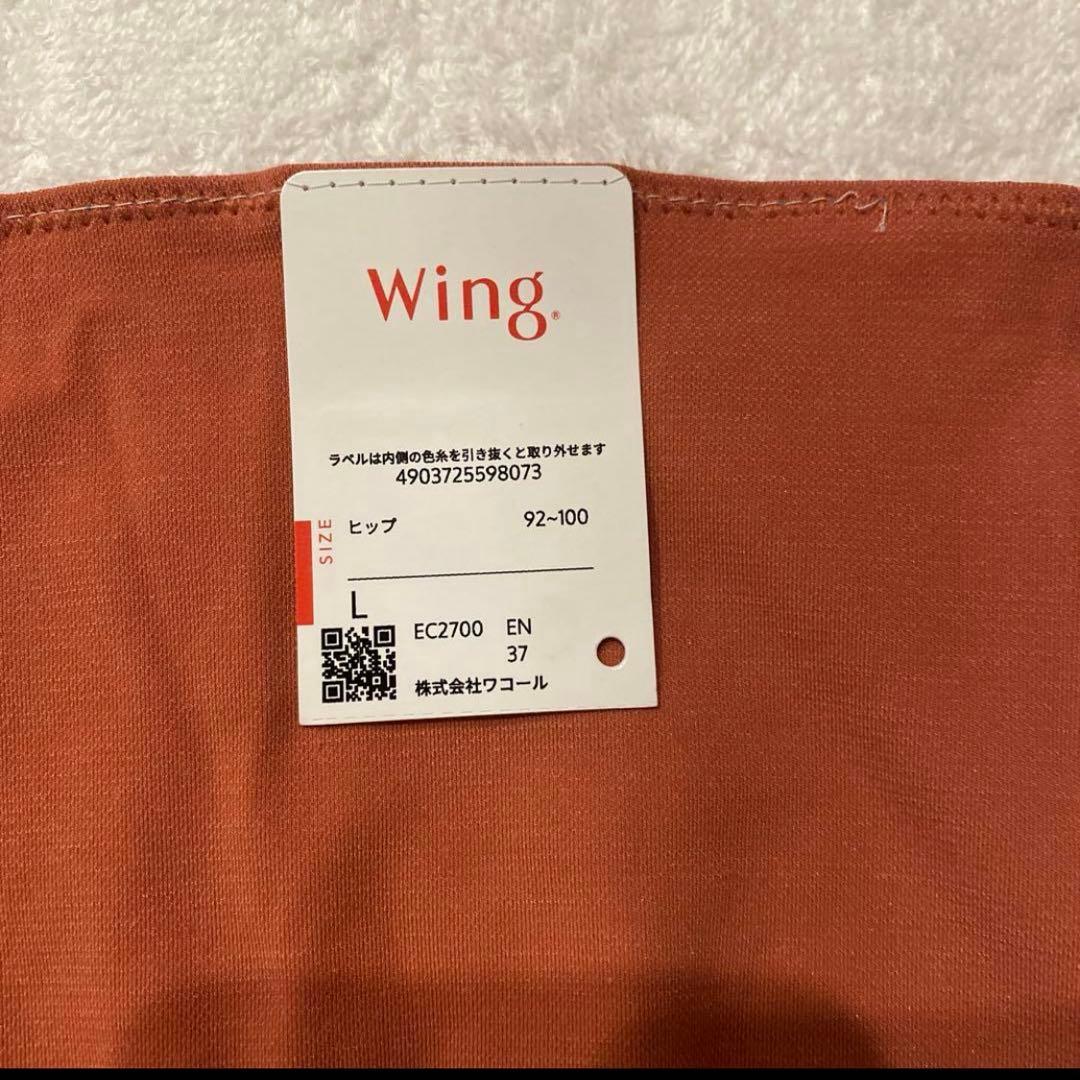 Wing®
ラベルは内側の色糸を引き抜くと取り外せます
4903725598073
SIZE
ヒップ 92~100
L
EC2700 EN
37
株式会社ワコール